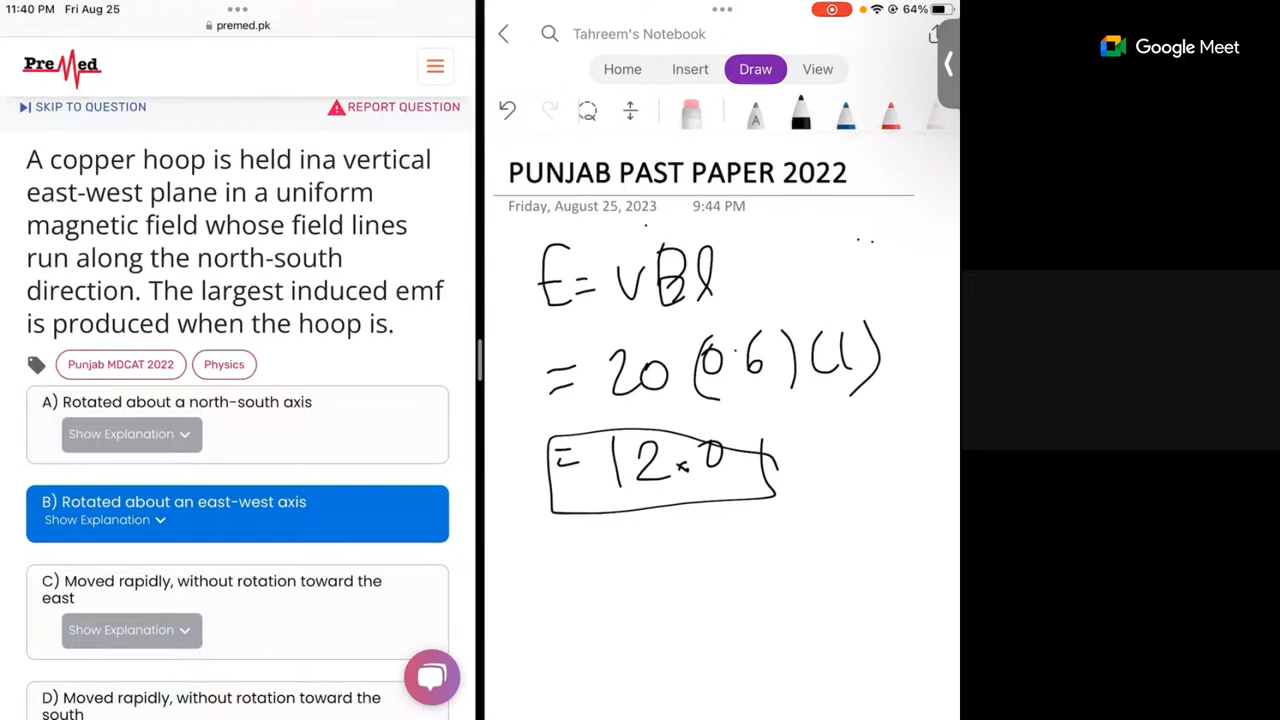 11:40 PM Fri Aug 25
premed.pk
PreMed
SKIP TO QUESTION
REPORT QUESTION
A copper hoop is held ina vertical
east-west plane in a uniform
magnetic field whose field lines
run along the north-south
direction. The largest induced emf
is produced when the hoop is.
Punjab MDCAT 2022
Physics
A) Rotated about a north-south axis
Show Explanation
B) Rotated about an east-west axis
Show Explanation
C) Moved rapidly, without rotation toward the
east
Show Explanation
D) Moved rapidly, without rotation toward the
south
64%
Tahreem's Notebook
Home Insert Draw View
A
PUNJAB PAST PAPER 2022
Friday, August 25, 2023 9:44 PM
E = vBl
= 20 (0.6) (1)
= 12.0
Google Meet